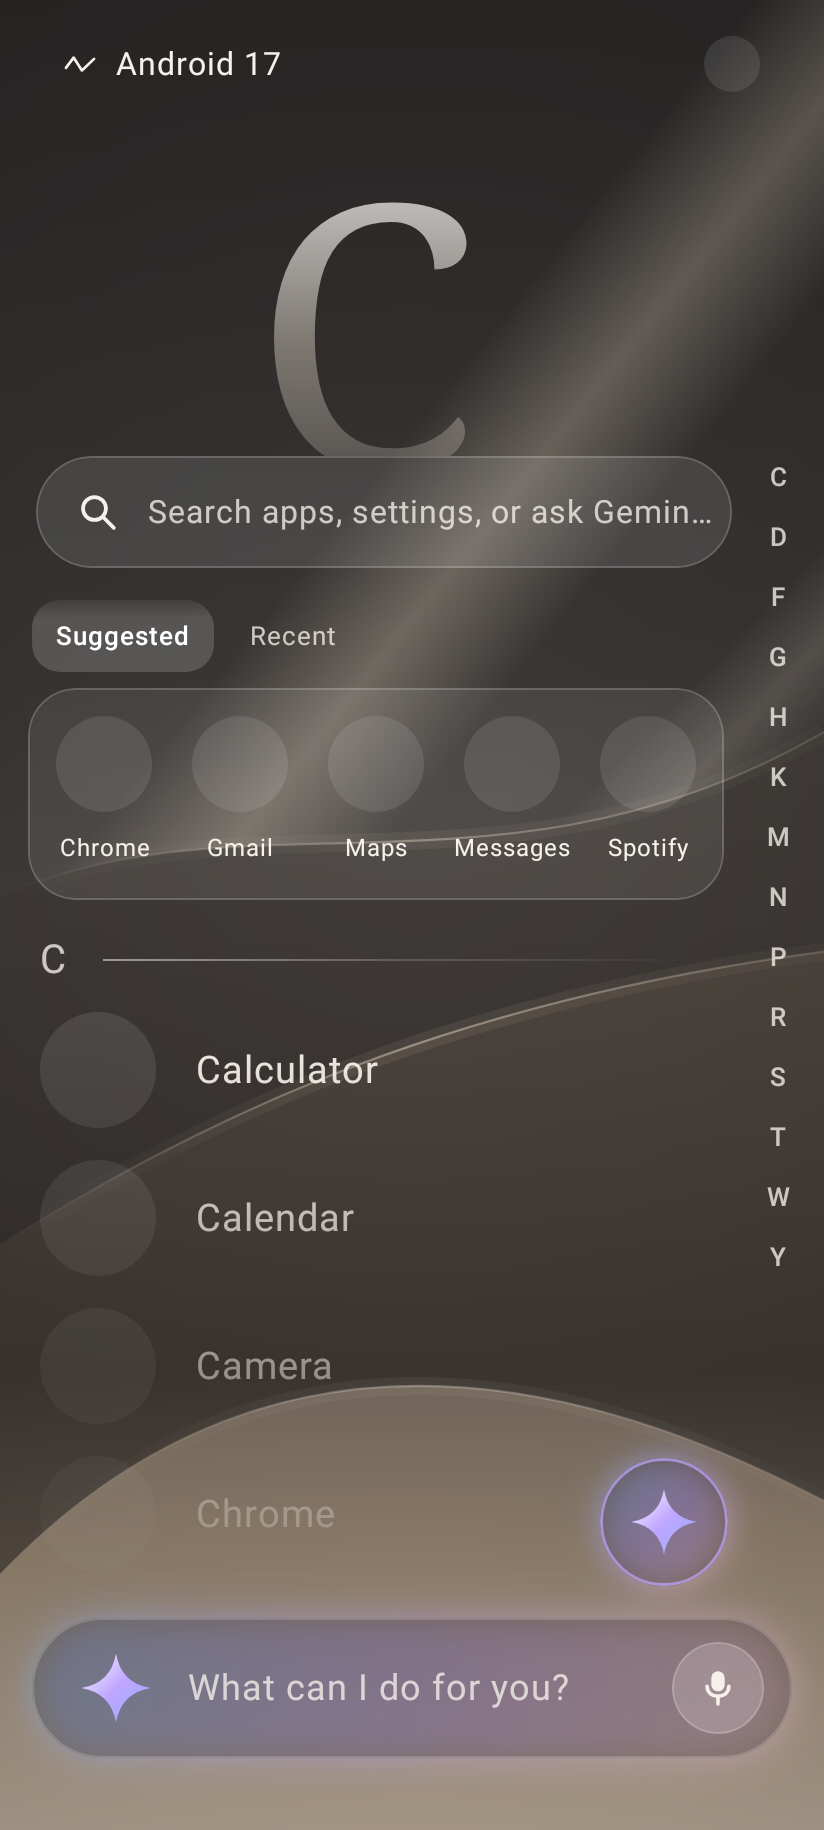 Android 17
C
Search apps, settings, or ask Gemin…
Suggested
Recent
Chrome
Gmail
Maps
Messages
Spotify
C
Calculator
Calendar
Camera
Chrome
What can I do for you?
C
D
F
G
H
K
M
N
P
R
S
T
W
Y